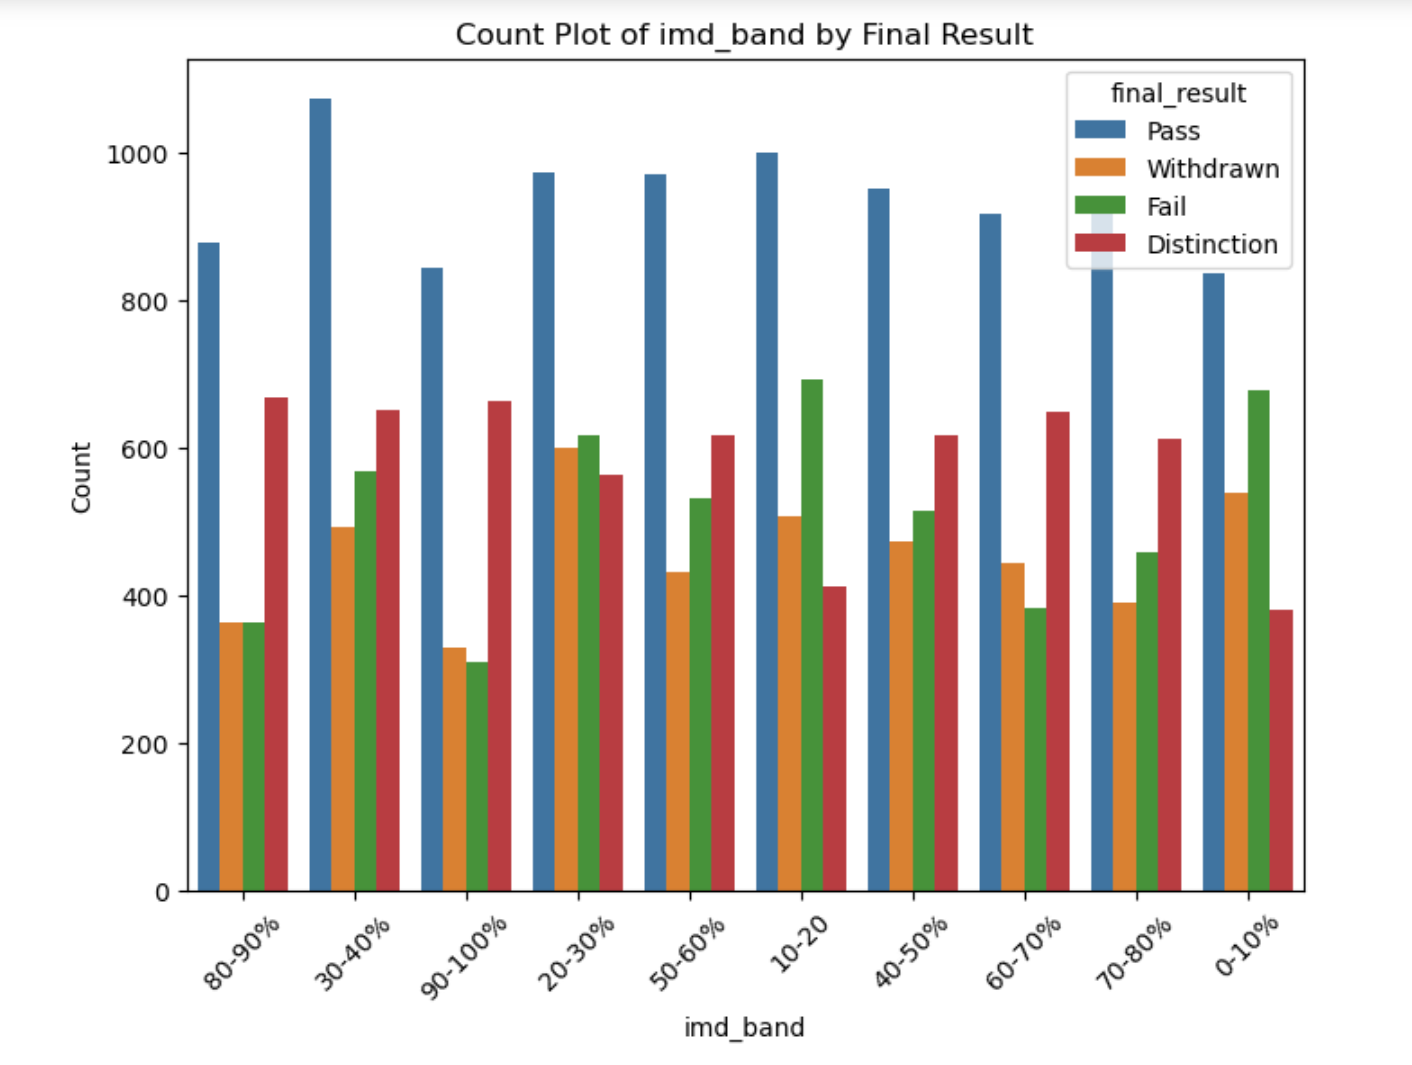 Count Plot of imd_band by Final Result
final_result
Pass
Withdrawn
Fail
Distinction
1000
800
600
400
200
0
Count
80-90%
30-40%
90-100%
20-30%
50-60%
10-20
40-50%
60-70%
70-80%
0-10%
imd_band